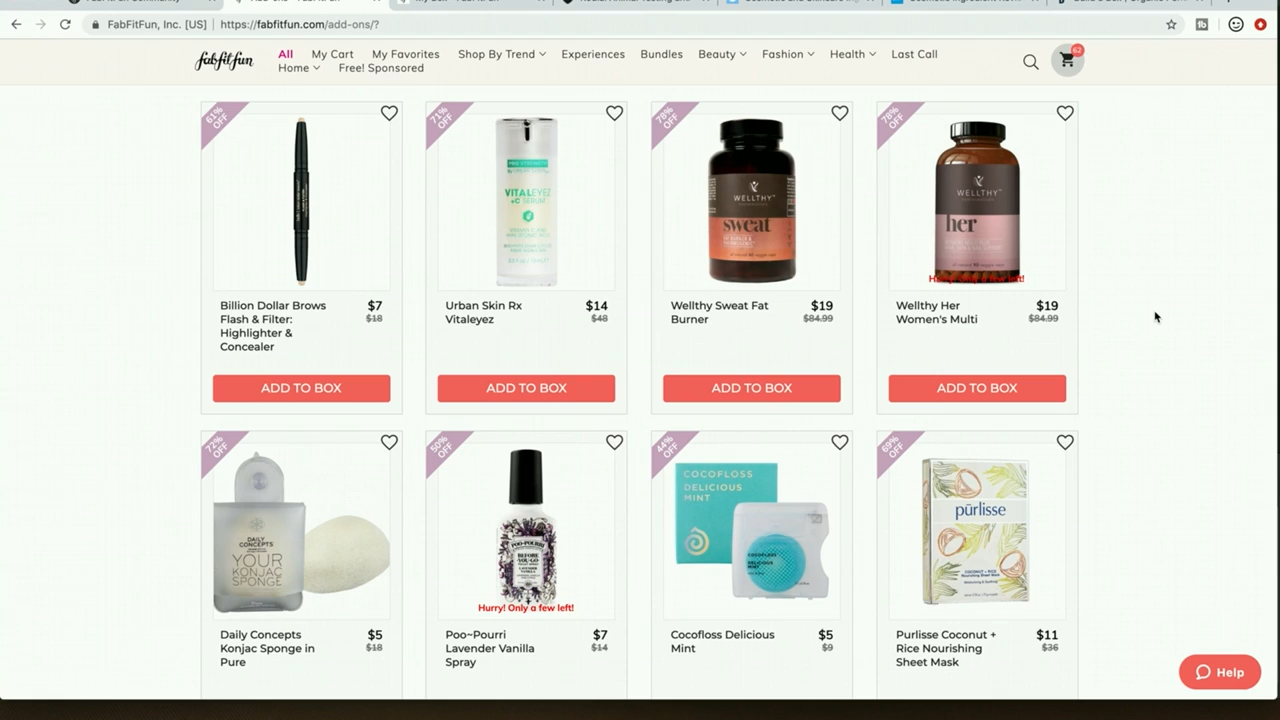 FabFitFun, Inc. [US]
https://fabfitfun.com/add-ons/?
fabfitfun
All
My Cart
My Favorites
Shop By Trend
Experiences
Bundles
Beauty
Fashion
Health
Last Call
Home
Free! Sponsored
62
61% OFF
71% OFF
78% OFF
78% OFF
VITALEYEZ
+C SERUM
WELLTHY
sweat
WELLTHY
her
Billion Dollar Brows
Flash & Filter:
Highlighter &
Concealer
$7
$18
ADD TO BOX
Urban Skin Rx
Vitaleyez
$14
$48
ADD TO BOX
Wellthy Sweat Fat
Burner
$19
$84.99
ADD TO BOX
Wellthy Her
Women's Multi
$19
$84.99
ADD TO BOX
72% OFF
50% OFF
44% OFF
69% OFF
DAILY
CONCEPTS
YOUR
KONJAC
SPONGE
POO~POURRI
BEFORE
YOU-GO
Hurry! Only a few left!
COCOFLOSS
DELICIOUS
MINT
pūrlisse
Daily Concepts
Konjac Sponge in
Pure
$5
$18
Poo~Pourri
Lavender Vanilla
Spray
$7
$14
Cocofloss Delicious
Mint
$5
$9
Purlisse Coconut +
Rice Nourishing
Sheet Mask
$11
$36
Help